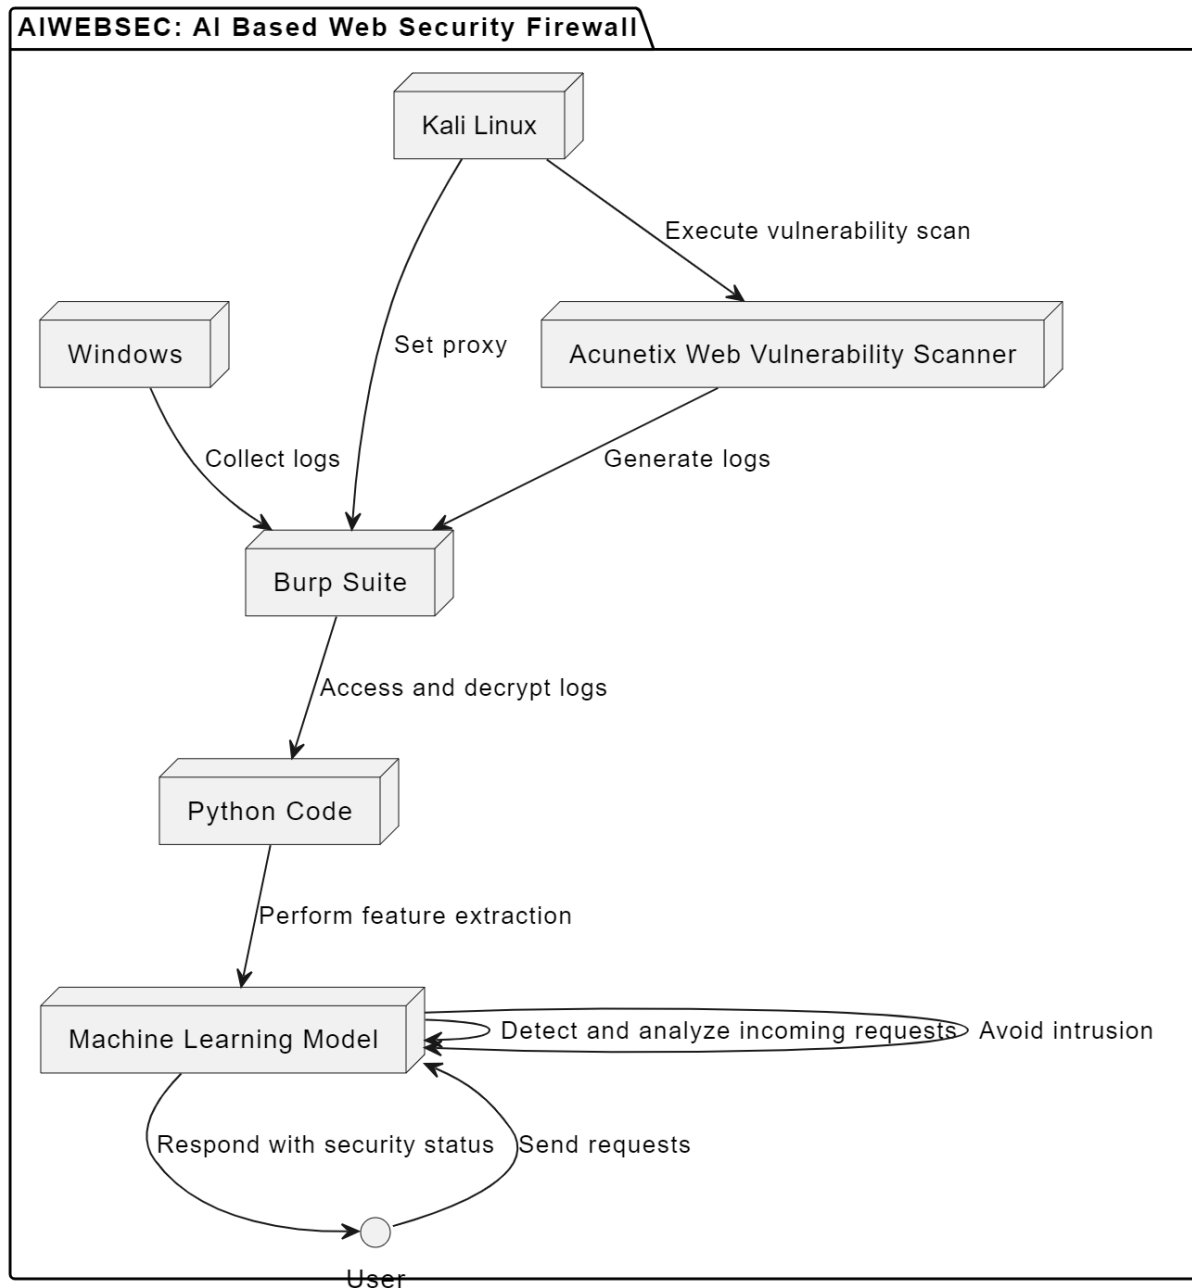 AIWEBSEC: AI Based Web Security Firewall
Kali Linux
Execute vulnerability scan
Set proxy
Windows
Acunetix Web Vulnerability Scanner
Collect logs
Generate logs
Burp Suite
Access and decrypt logs
Python Code
Perform feature extraction
Machine Learning Model
Detect and analyze incoming requests
Avoid intrusion
Respond with security status
Send requests
User